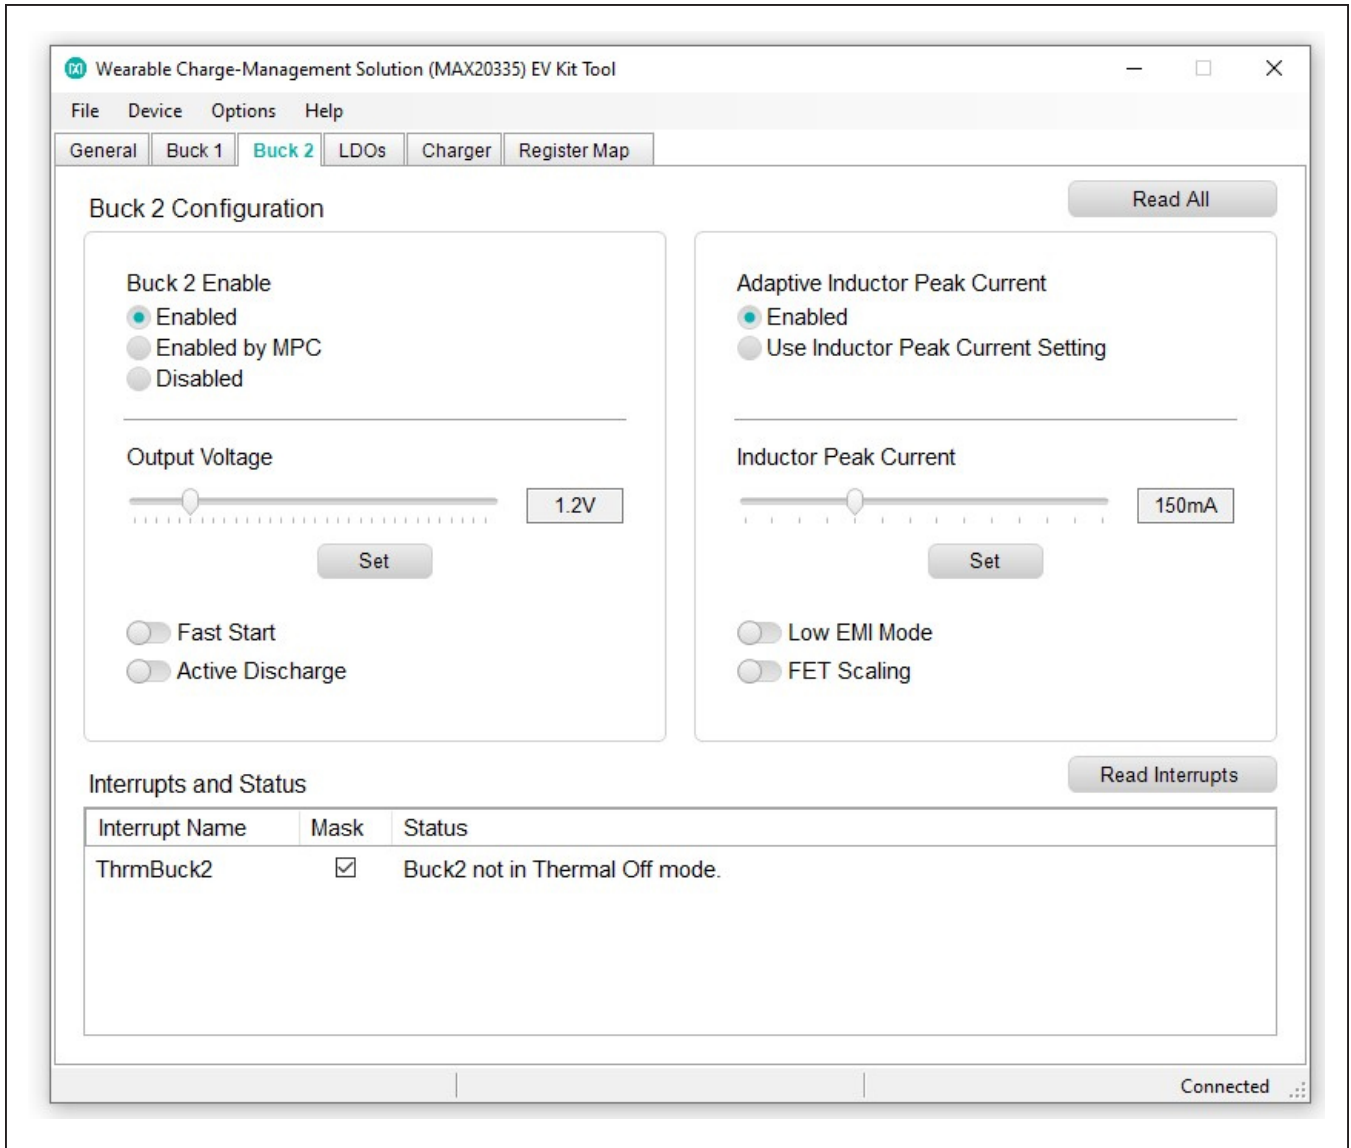 Wearable Charge-Management Solution (MAX20335) EV Kit Tool
File Device Options Help
General Buck 1 Buck 2 LDOs Charger Register Map
Buck 2 Configuration
Read All
Buck 2 Enable
Enabled
Enabled by MPC
Disabled
Output Voltage
1.2V
Set
Fast Start
Active Discharge
Adaptive Inductor Peak Current
Enabled
Use Inductor Peak Current Setting
Inductor Peak Current
150mA
Set
Low EMI Mode
FET Scaling
Interrupts and Status
Read Interrupts
Interrupt Name Mask Status
ThrmBuck2 Buck2 not in Thermal Off mode.
Connected